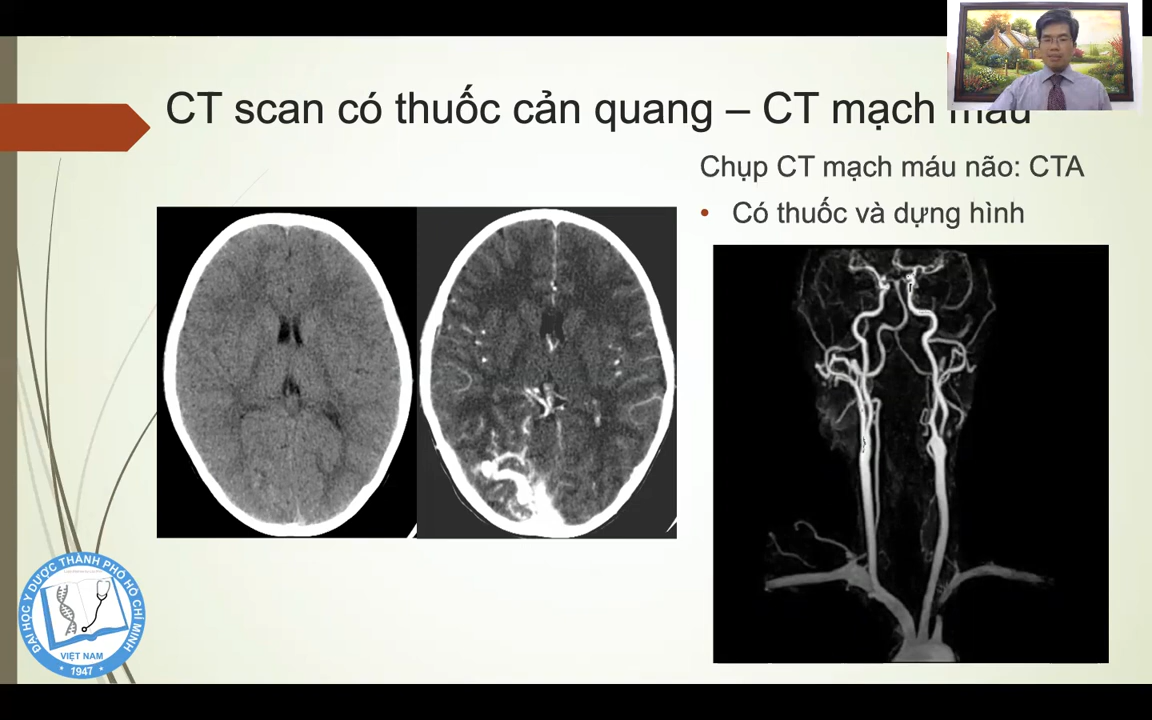 CT scan có thuốc cản quang – CT mạch máu
Chụp CT mạch máu não: CTA
• Có thuốc và dựng hình
ĐẠI HỌC Y DƯỢC THÀNH PHỐ HỒ CHÍ MINH
VIỆT NAM
1947